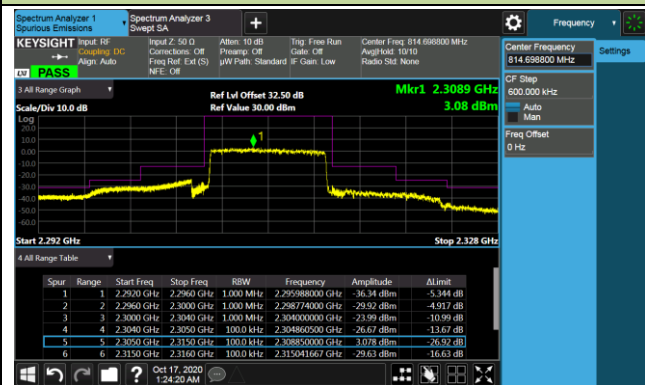 Spectrum Analyzer 1
Spurious Emissions
Spectrum Analyzer 3
Swept SA
Frequency
KEYSIGHT
Input: RF
Coupling: DC
Align: Auto
Input Z: 50 Ω
Corrections: Off
Freq Ref: Ext (S)
NFE: Off
Atten: 10 dB
Preamp: Off
µW Path: Standard
Trig: Free Run
Gate: Off
IF Gain: Low
Center Freq: 814.698800 MHz
Avg|Hold: 10/10
Radio Std: None
LXI PASS
Center Frequency
814.698800 MHz
Settings
CF Step
600.000 kHz
Auto
Man
Freq Offset
0 Hz
3 All Range Graph
Scale/Div 10.0 dB
Ref Lvl Offset 32.50 dB
Ref Value 30.00 dBm
Mkr1 2.3089 GHz
3.08 dBm
Log
20.0
10.0
0.00
-10.0
-20.0
-30.0
-40.0
-50.0
-60.0
1
Start 2.292 GHz
Stop 2.328 GHz
4 All Range Table
Spur Range Start Freq Stop Freq RBW Frequency Amplitude ΔLimit
1 1 2.2920 GHz 2.2960 GHz 1.000 MHz 2.295988000 GHz -36.34 dBm -5.344 dB
2 2 2.2960 GHz 2.3000 GHz 1.000 MHz 2.298774000 GHz -29.92 dBm -4.917 dB
3 3 2.3000 GHz 2.3040 GHz 1.000 MHz 2.304000000 GHz -23.99 dBm -10.99 dB
4 4 2.3040 GHz 2.3050 GHz 100.0 kHz 2.304860500 GHz -26.67 dBm -13.67 dB
5 5 2.3050 GHz 2.3150 GHz 100.0 kHz 2.308850000 GHz 3.078 dBm -26.92 dB
6 6 2.3150 GHz 2.3160 GHz 100.0 kHz 2.315041667 GHz -29.63 dBm -16.63 dB
Oct 17, 2020
1:24:20 AM